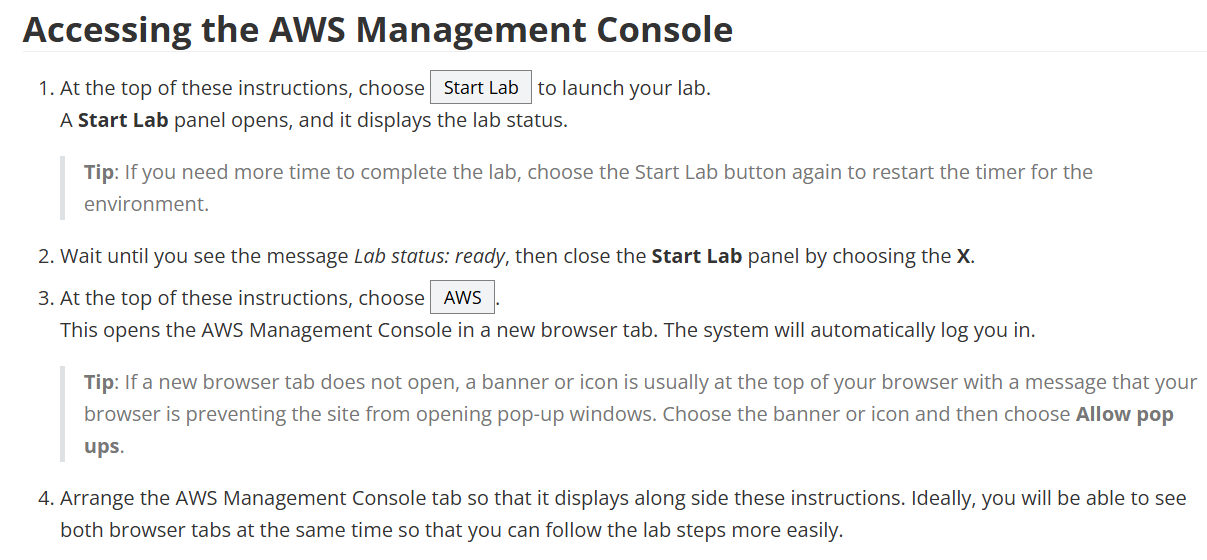 Accessing the AWS Management Console
1. At the top of these instructions, choose Start Lab to launch your lab.
A Start Lab panel opens, and it displays the lab status.
Tip: If you need more time to complete the lab, choose the Start Lab button again to restart the timer for the
environment.
2. Wait until you see the message Lab status: ready, then close the Start Lab panel by choosing the X.
3. At the top of these instructions, choose AWS.
This opens the AWS Management Console in a new browser tab. The system will automatically log you in.
Tip: If a new browser tab does not open, a banner or icon is usually at the top of your browser with a message that your
browser is preventing the site from opening pop-up windows. Choose the banner or icon and then choose Allow pop
ups.
4. Arrange the AWS Management Console tab so that it displays along side these instructions. Ideally, you will be able to see
both browser tabs at the same time so that you can follow the lab steps more easily.